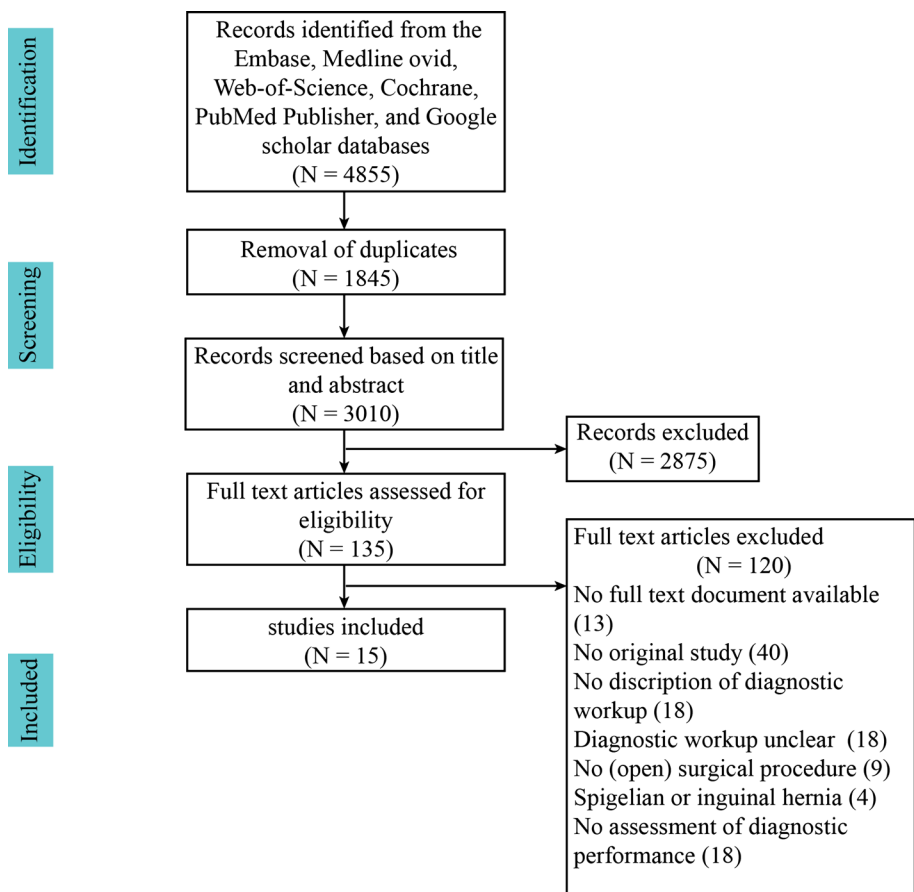 Identification
Records identified from the
Embase, Medline ovid,
Web-of-Science, Cochrane,
PubMed Publisher, and Google
scholar databases
(N = 4855)
Screening
Removal of duplicates
(N = 1845)
Records screened based on title
and abstract
(N = 3010)
Records excluded
(N = 2875)
Eligibility
Full text articles assessed for
eligibility
(N = 135)
Full text articles excluded
(N = 120)
No full text document available
(13)
No original study (40)
No discription of diagnostic
workup (18)
Diagnostic workup unclear (18)
No (open) surgical procedure (9)
Spigelian or inguinal hernia (4)
No assessment of diagnostic
performance (18)
Included
studies included
(N = 15)